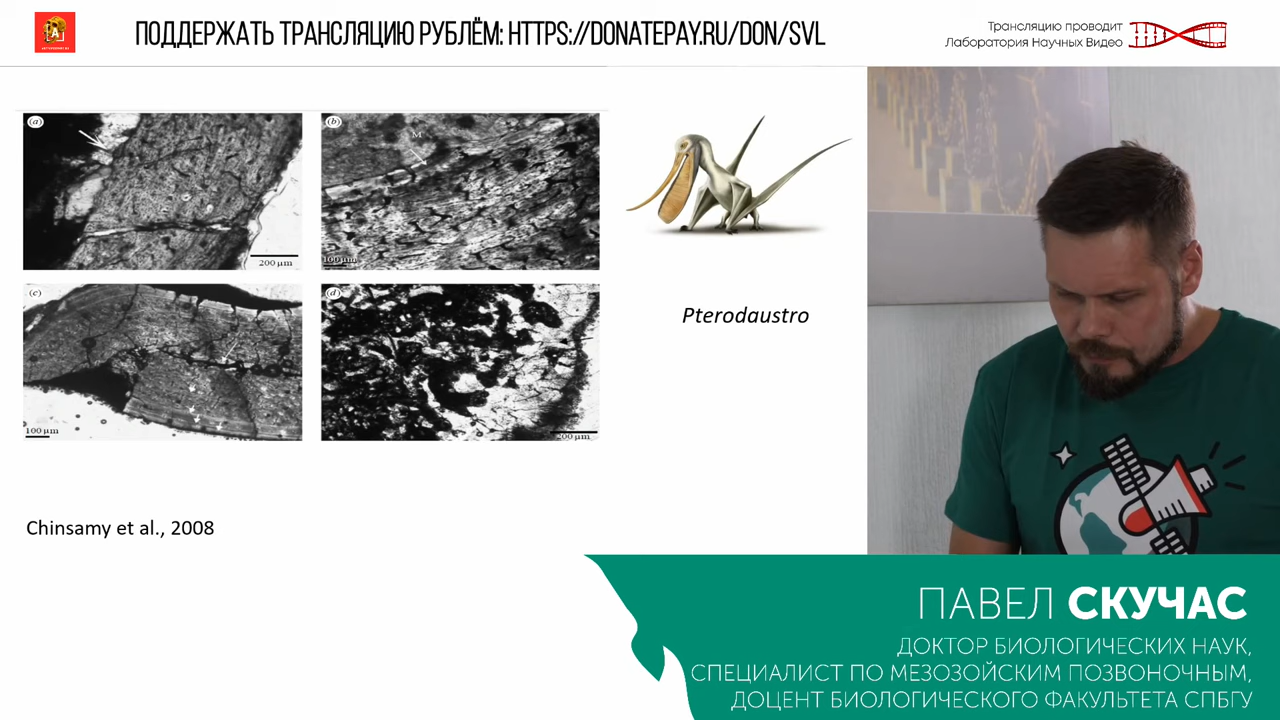 ПОДДЕРЖАТЬ ТРАНСЛЯЦИЮ РУБЛЁМ: HTTPS://DONATEPAY.RU/DON/SVL
Трансляцию проводит
Лаборатория Научных Видео
(a)
200 µm
(b)
M
100 µm
(c)
100 µm
(d)
200 µm
Pterodaustro
Chinsamy et al., 2008
ПАВЕЛ СКУЧАС
ДОКТОР БИОЛОГИЧЕСКИХ НАУК,
СПЕЦИАЛИСТ ПО МЕЗОЗОЙСКИМ ПОЗВОНОЧНЫМ,
ДОЦЕНТ БИОЛОГИЧЕСКОГО ФАКУЛЬТЕТА СПБГУ